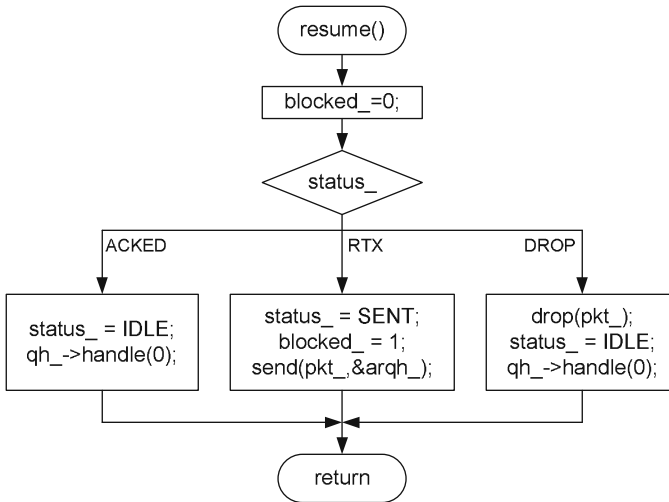 resume()
blocked_=0;
status_
ACKED
RTX
DROP
status_ = IDLE;
qh_->handle(0);
status_ = SENT;
blocked_ = 1;
send(pkt_,&arqh_);
drop(pkt_);
status_ = IDLE;
qh_->handle(0);
return